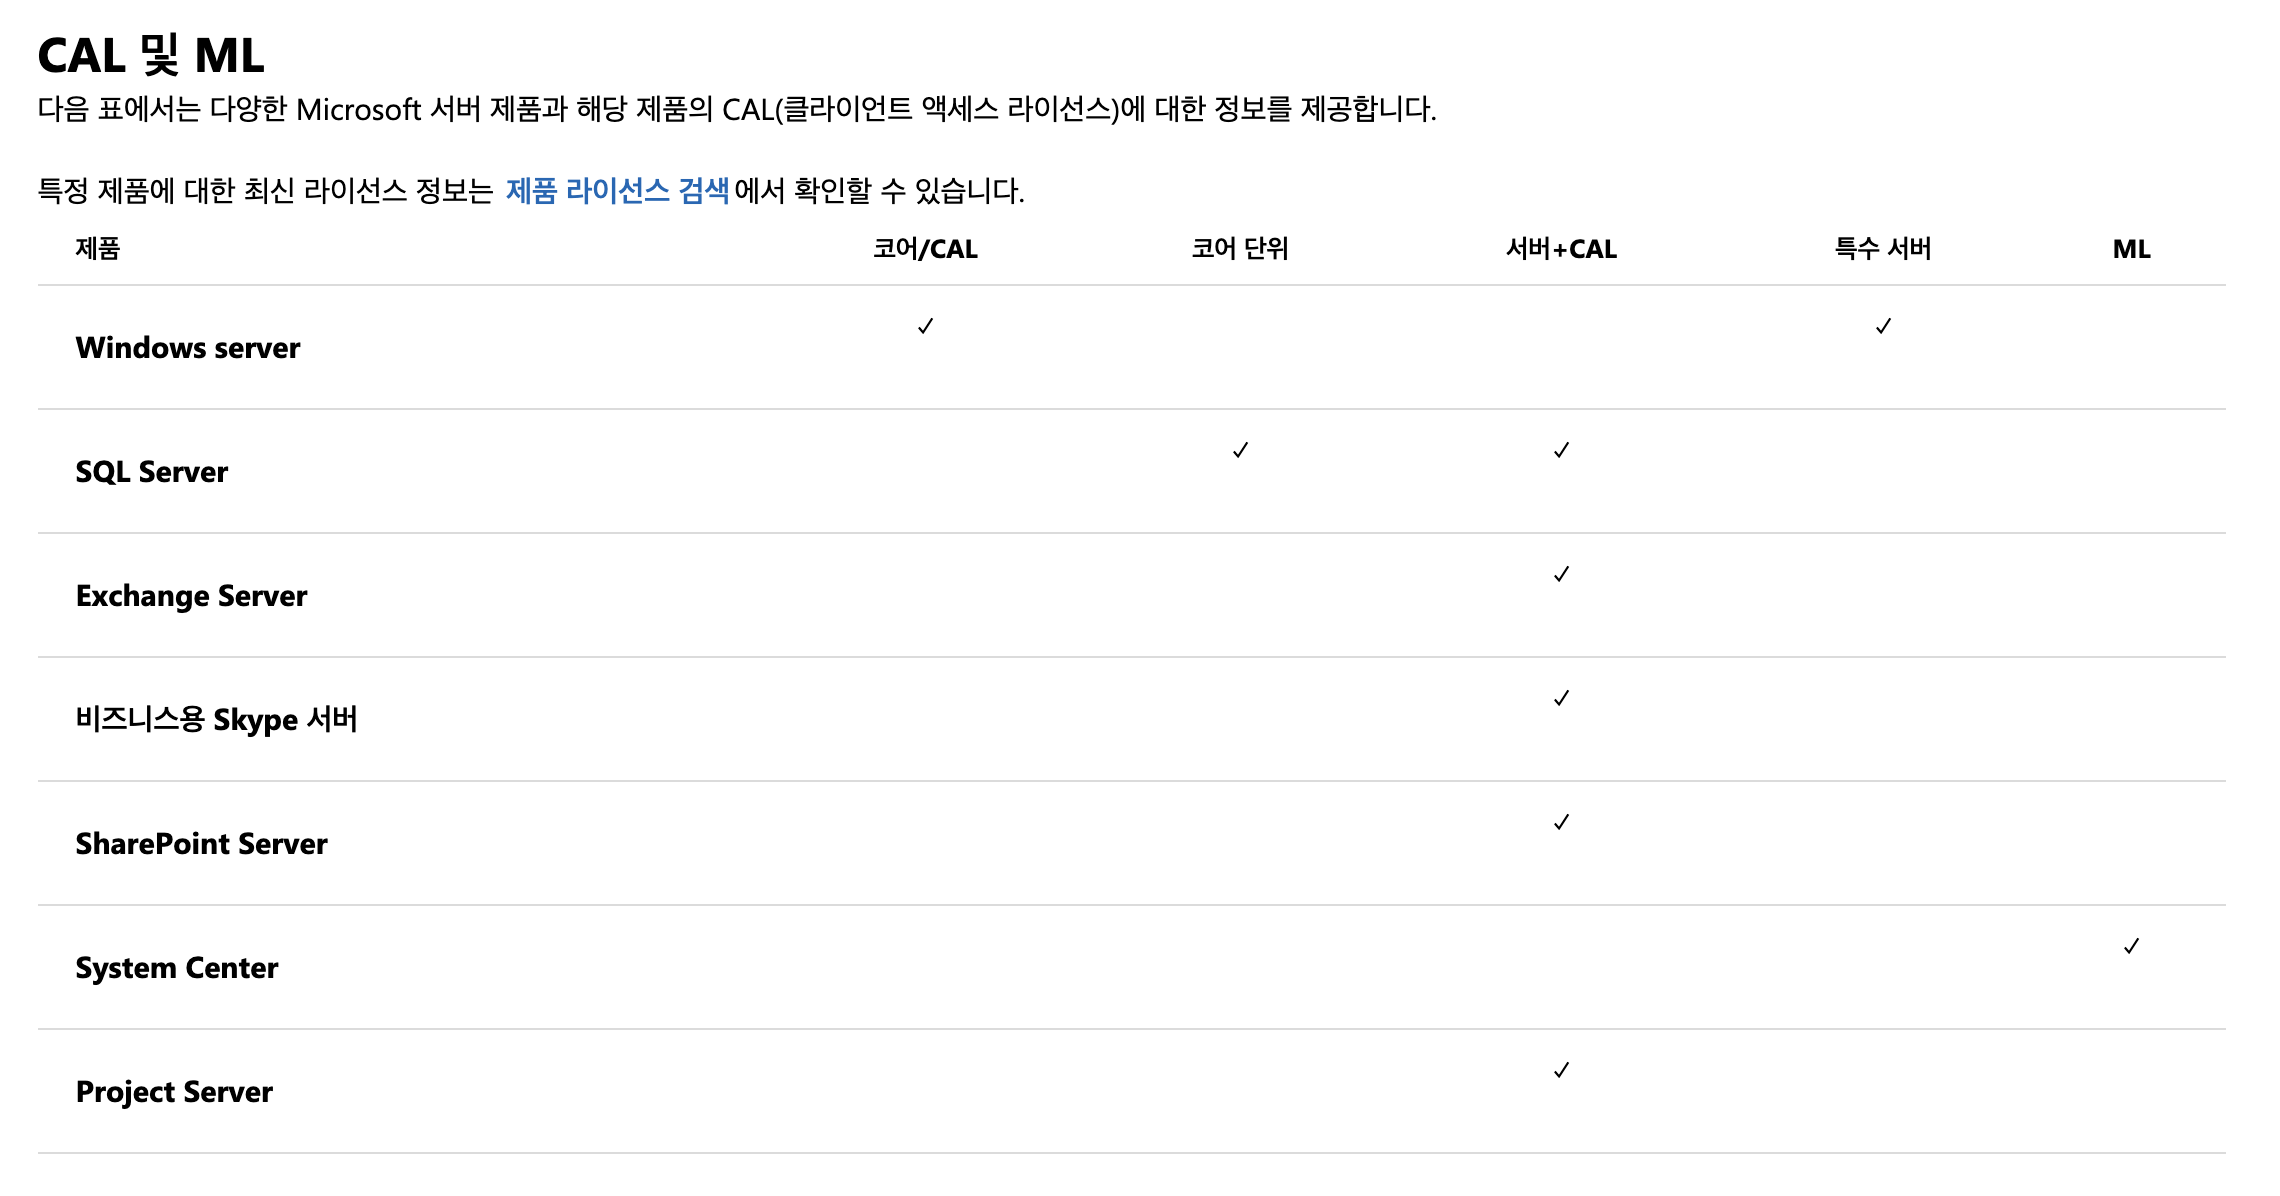 CAL 및 ML
다음 표에서는 다양한 Microsoft 서버 제품과 해당 제품의 CAL(클라이언트 액세스 라이선스)에 대한 정보를 제공합니다.
특정 제품에 대한 최신 라이선스 정보는 제품 라이선스 검색에서 확인할 수 있습니다.
제품 코어/CAL 코어 단위 서버+CAL 특수 서버 ML
Windows server ✓ ✓
SQL Server ✓ ✓
Exchange Server ✓
비즈니스용 Skype 서버 ✓
SharePoint Server ✓
System Center ✓
Project Server ✓